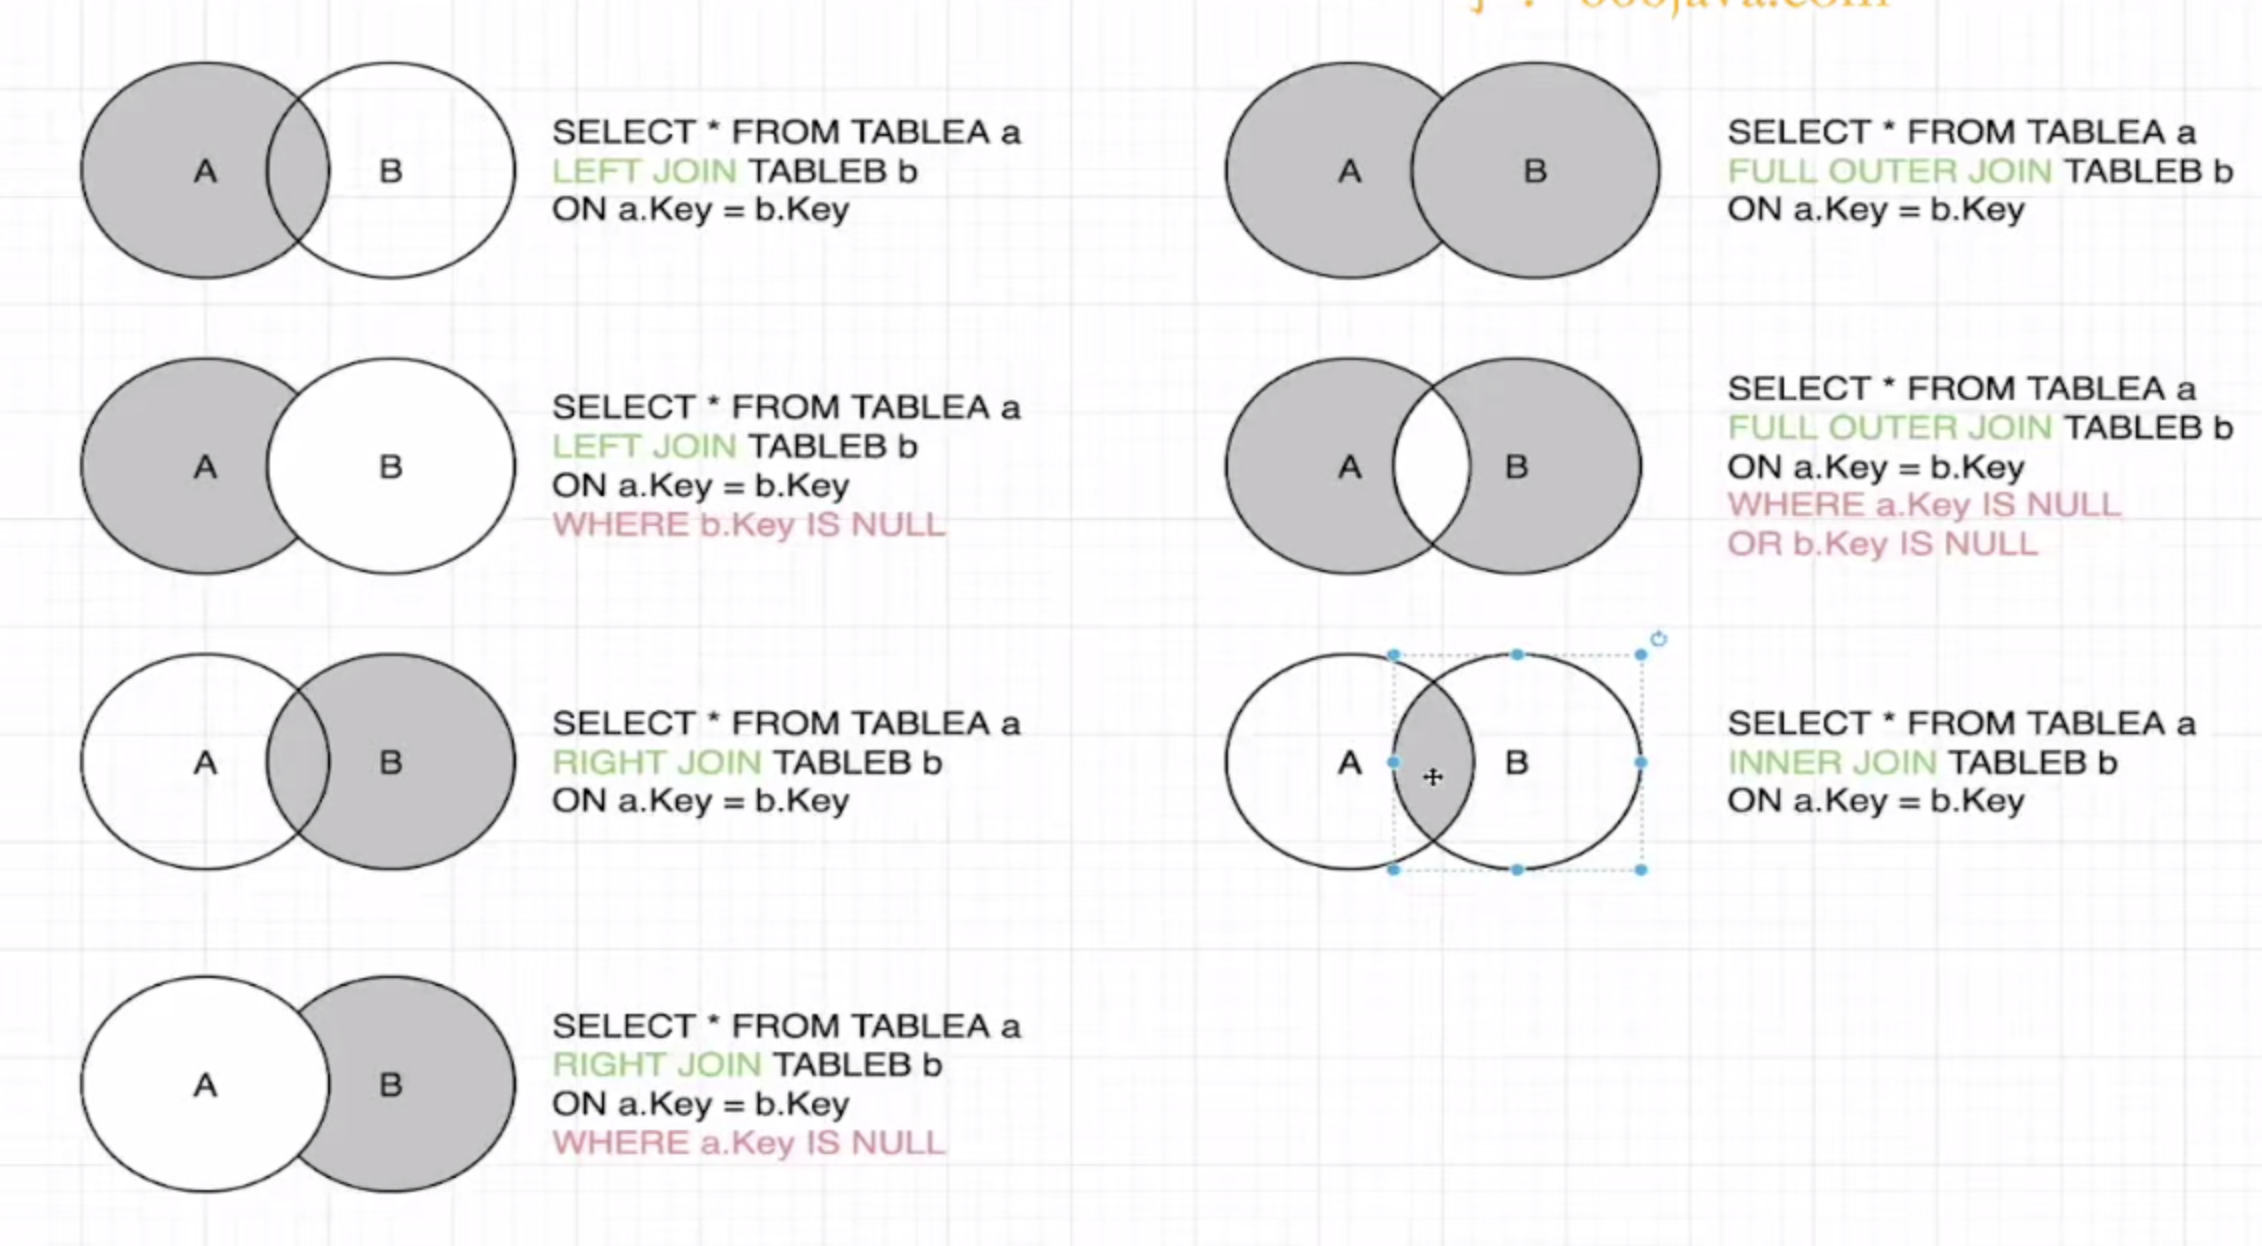 A B
SELECT * FROM TABLEA a
LEFT JOIN TABLEB b
ON a.Key = b.Key
A B
SELECT * FROM TABLEA a
LEFT JOIN TABLEB b
ON a.Key = b.Key
WHERE b.Key IS NULL
A B
SELECT * FROM TABLEA a
RIGHT JOIN TABLEB b
ON a.Key = b.Key
A B
SELECT * FROM TABLEA a
RIGHT JOIN TABLEB b
ON a.Key = b.Key
WHERE a.Key IS NULL
A B
SELECT * FROM TABLEA a
FULL OUTER JOIN TABLEB b
ON a.Key = b.Key
A B
SELECT * FROM TABLEA a
FULL OUTER JOIN TABLEB b
ON a.Key = b.Key
WHERE a.Key IS NULL
OR b.Key IS NULL
A B
SELECT * FROM TABLEA a
INNER JOIN TABLEB b
ON a.Key = b.Key